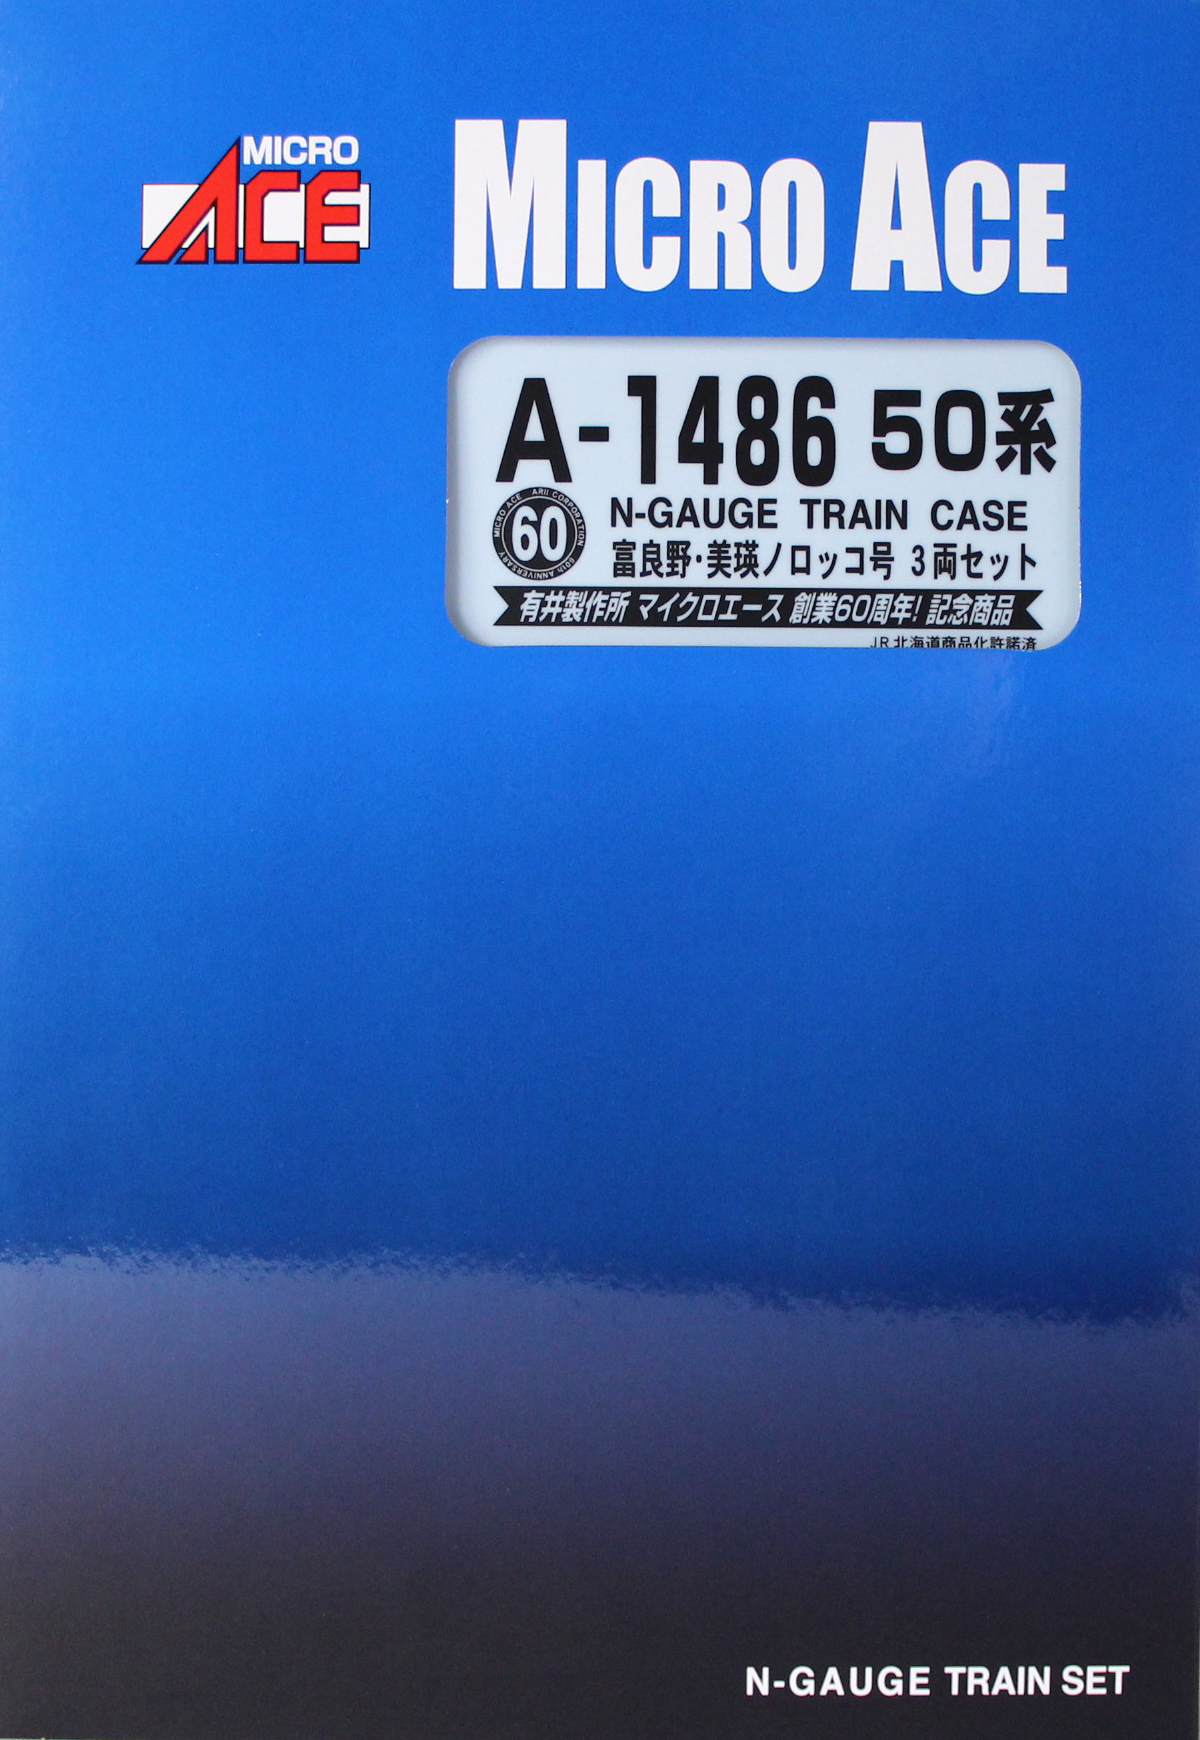 MICRO
ACE
MICRO ACE
A-1486 50系
N-GAUGE TRAIN CASE
MICRO ACE ARII CORPORATION 60th ANNIVERSARY
60
富良野・美瑛ノロッコ号 3両セット
有井製作所 マイクロエース 創業60周年! 記念商品
JR北海道商品化許諾済
N-GAUGE TRAIN SET